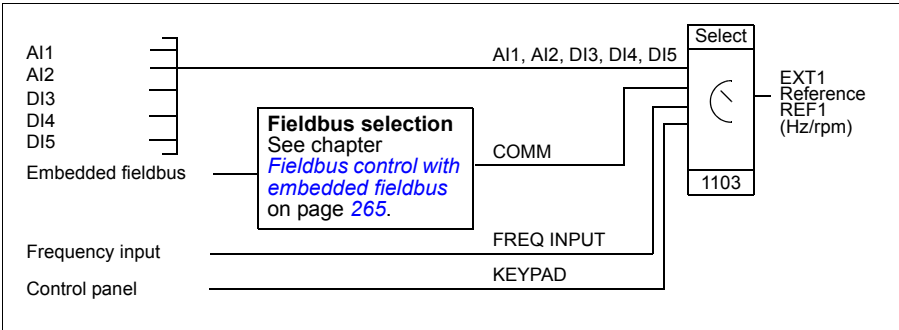 AI1
AI2
DI3
DI4
DI5
Embedded fieldbus
Frequency input
Control panel
Fieldbus selection
See chapter
Fieldbus control with
embedded fieldbus
on page 265.
AI1, AI2, DI3, DI4, DI5
COMM
FREQ INPUT
KEYPAD
Select
1103
EXT1
Reference
REF1
(Hz/rpm)